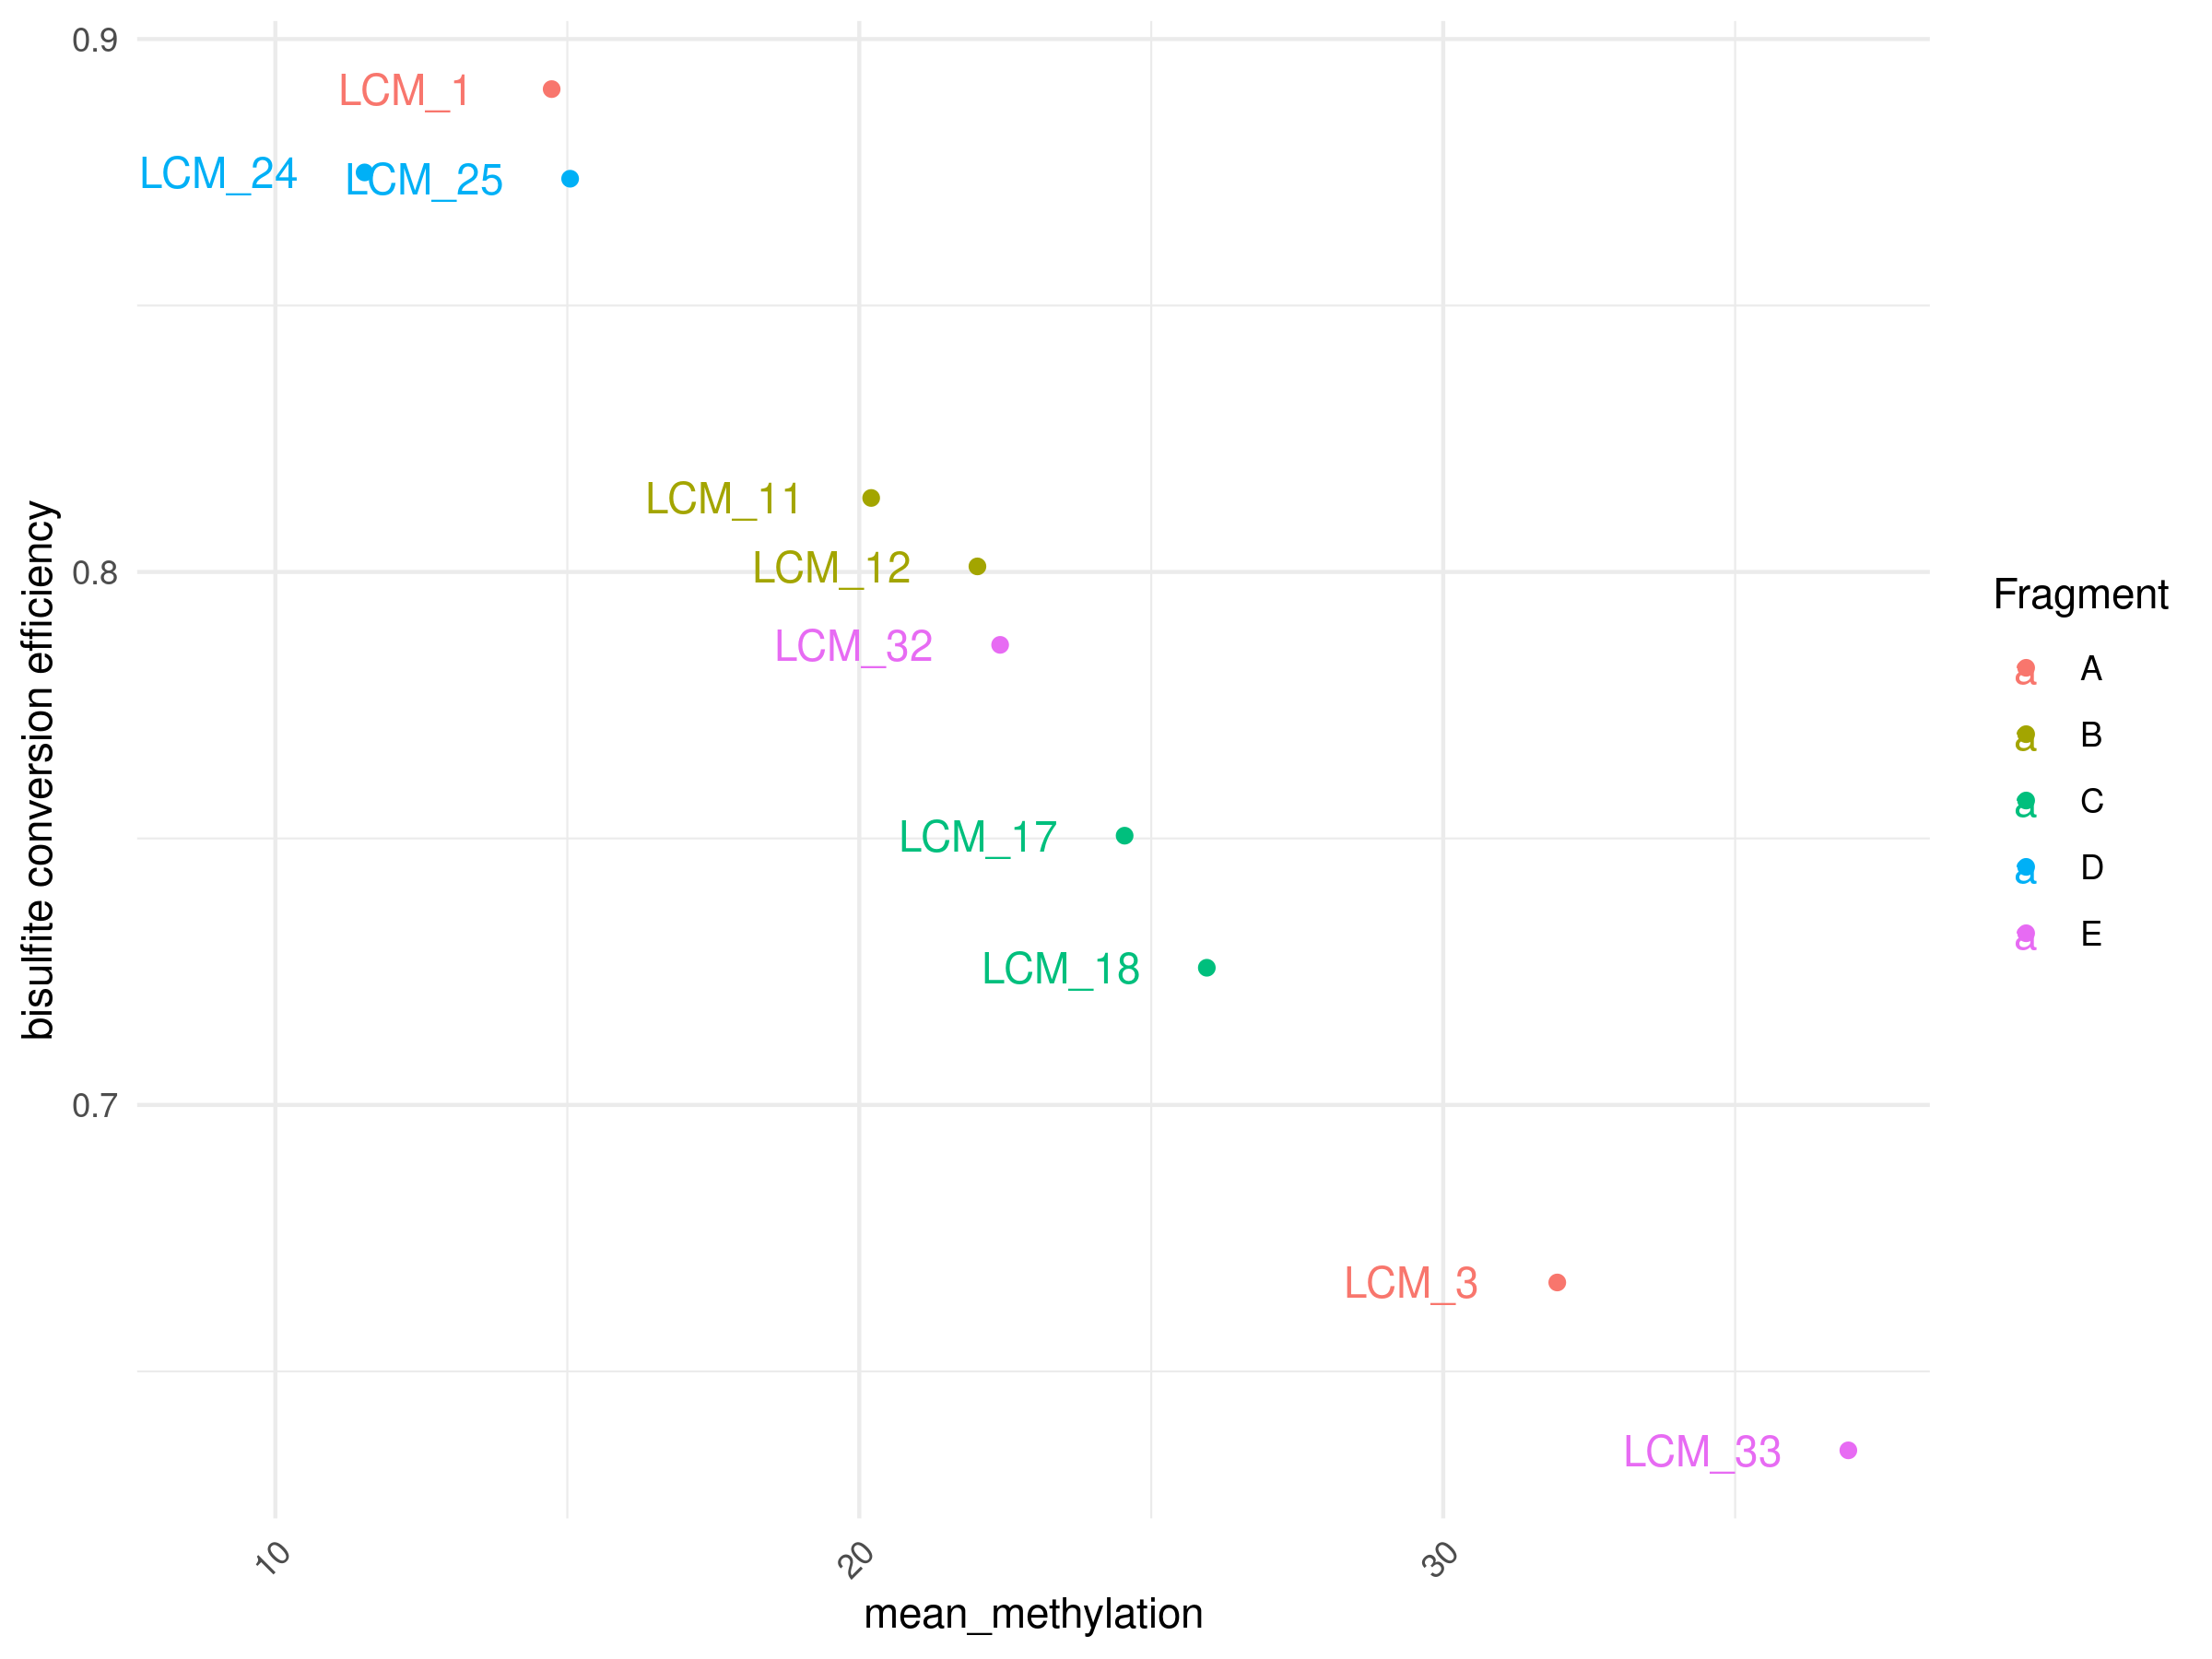 0.9
LCM_1
LCM_24
LCM_25
LCM_11
0.8
LCM_12
LCM_32
LCM_17
LCM_18
0.7
LCM_3
LCM_33
bisulfite conversion efficiency
10
20
30
mean_methylation
Fragment
a A
a B
a C
a D
a E